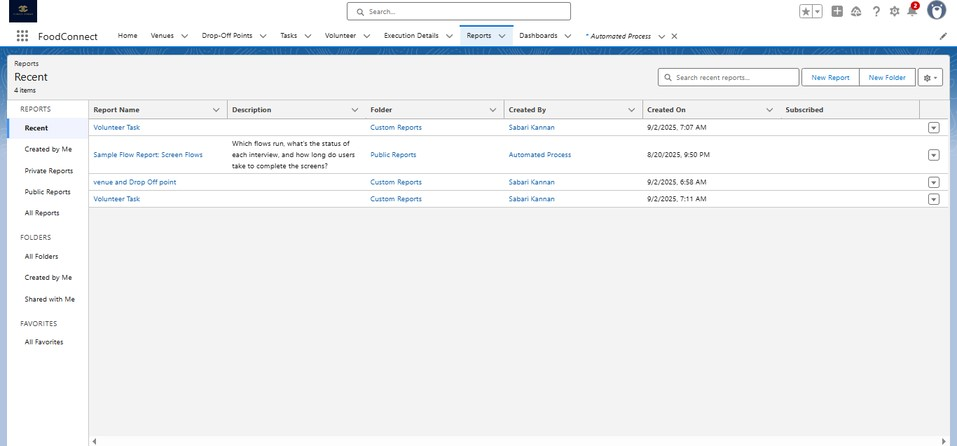 Search...
2
FoodConnect
Home Venues Drop-Off Points Tasks Volunteer Execution Details Reports Dashboards * Automated Process
Reports
Recent
4 items
Search recent reports...
New Report New Folder
REPORTS
Recent
Created by Me
Private Reports
Public Reports
All Reports
FOLDERS
All Folders
Created by Me
Shared with Me
FAVORITES
All Favorites
Report Name Description Folder Created By Created On Subscribed
Volunteer Task Custom Reports Sabari Kannan 9/2/2025, 7:07 AM
Which flows run, what's the status of
Sample Flow Report: Screen Flows each interview, and how long do users Public Reports Automated Process 8/20/2025, 9:50 PM
take to complete the screens?
venue and Drop Off point Custom Reports Sabari Kannan 9/2/2025, 6:58 AM
Volunteer Task Custom Reports Sabari Kannan 9/2/2025, 7:11 AM